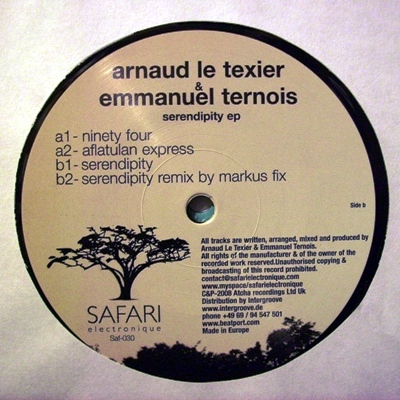 arnaud le texier
&
emmanuel ternois
serendipity ep
a1- ninety four
a2- aflatulan express
b1- serendipity
b2- serendipity remix by markus fix
Side b
All tracks are written, arranged, mixed and produced by
Arnaud Le Texier & Emmanuel Ternois.
All rights of the manufacturer & of the owner of the
recorded work reserved.Unauthorised copying &
broadcasting of this record prohibited.
contact@safarielectronique.com
www.myspace/safarielectronique
C&P-2008 Atcha recordings Ltd Uk
Distribution by Intergroove
www.intergroove.de
phone +49 69 / 94 547 501
www.beatport.com
Made in Europe
SAFARI
electronique
Saf-030